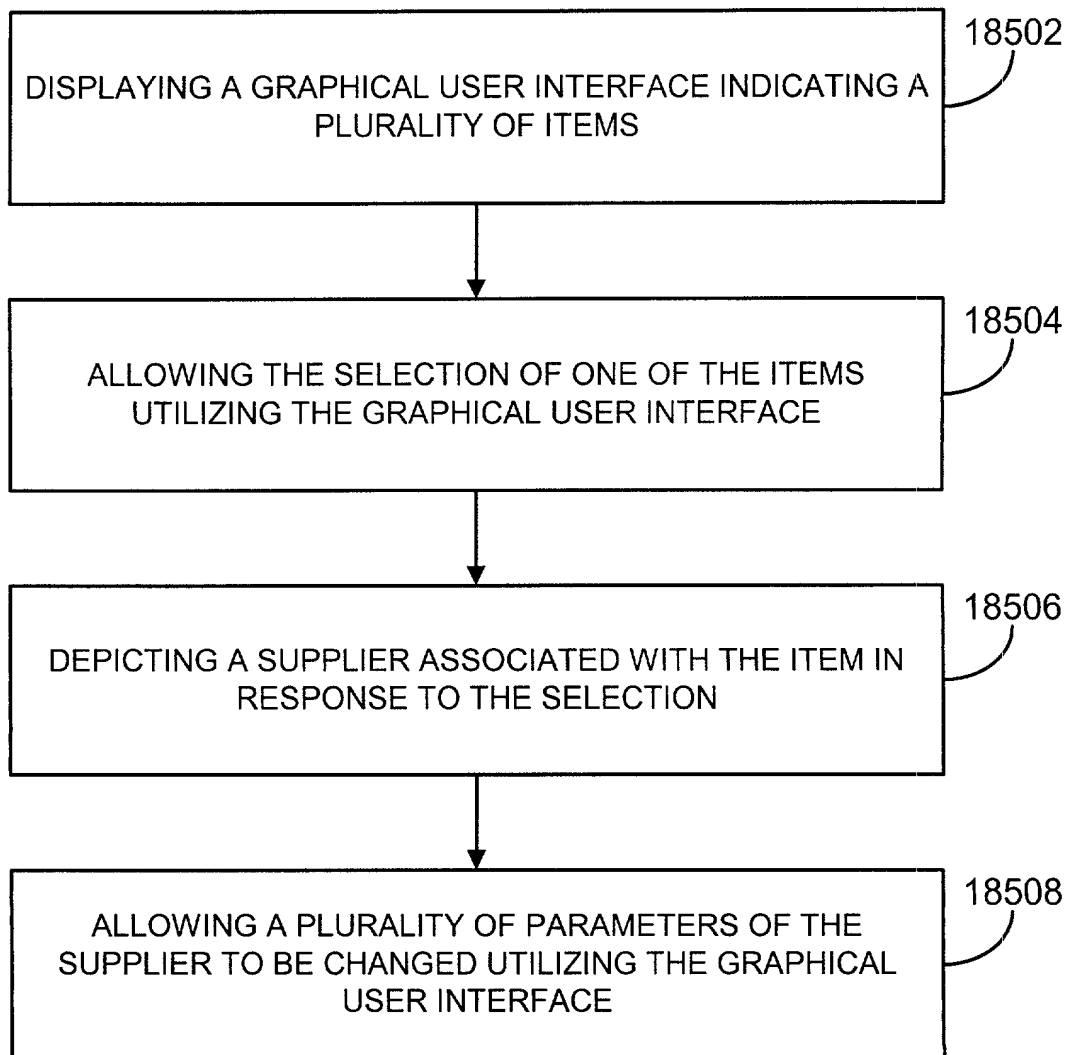 18502
DISPLAYING A GRAPHICAL USER INTERFACE INDICATING A
PLURALITY OF ITEMS
18504
ALLOWING THE SELECTION OF ONE OF THE ITEMS
UTILIZING THE GRAPHICAL USER INTERFACE
18506
DEPICTING A SUPPLIER ASSOCIATED WITH THE ITEM IN
RESPONSE TO THE SELECTION
18508
ALLOWING A PLURALITY OF PARAMETERS OF THE
SUPPLIER TO BE CHANGED UTILIZING THE GRAPHICAL
USER INTERFACE